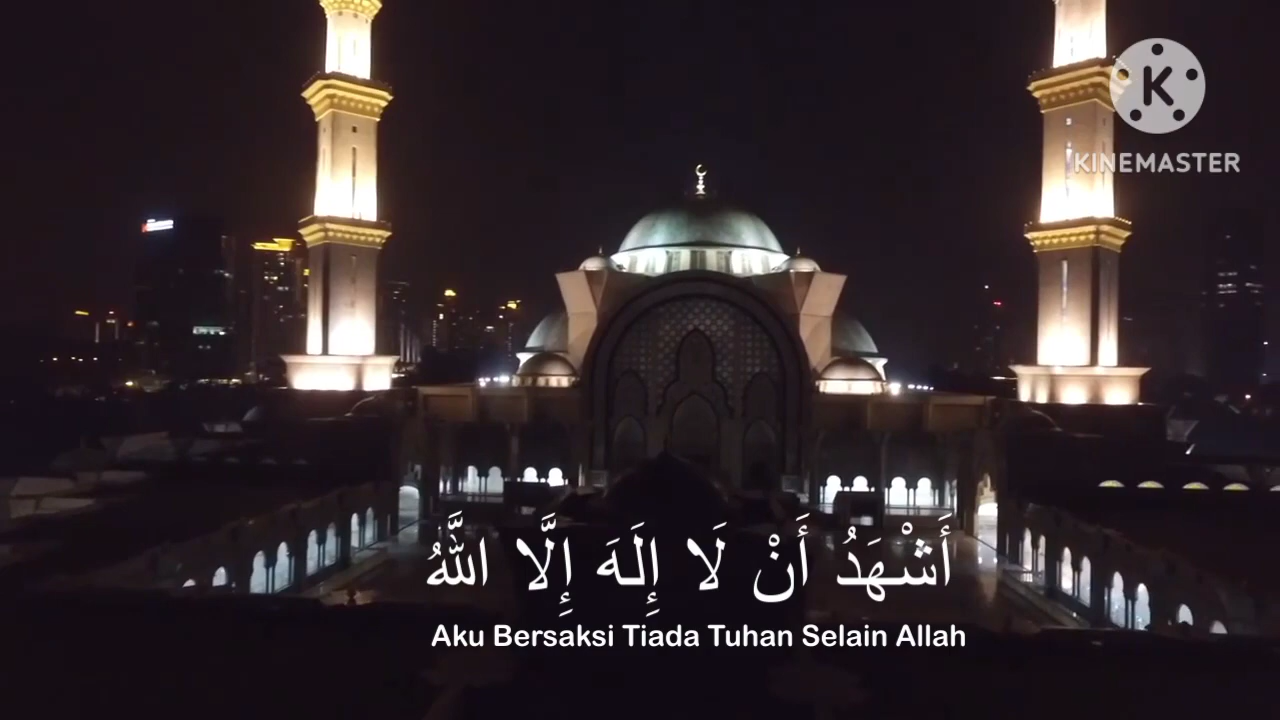 K
KINEMASTER
أَشْهَدُ أَنْ لَا إِلَهَ إِلَّا اللَّهُ
Aku Bersaksi Tiada Tuhan Selain Allah